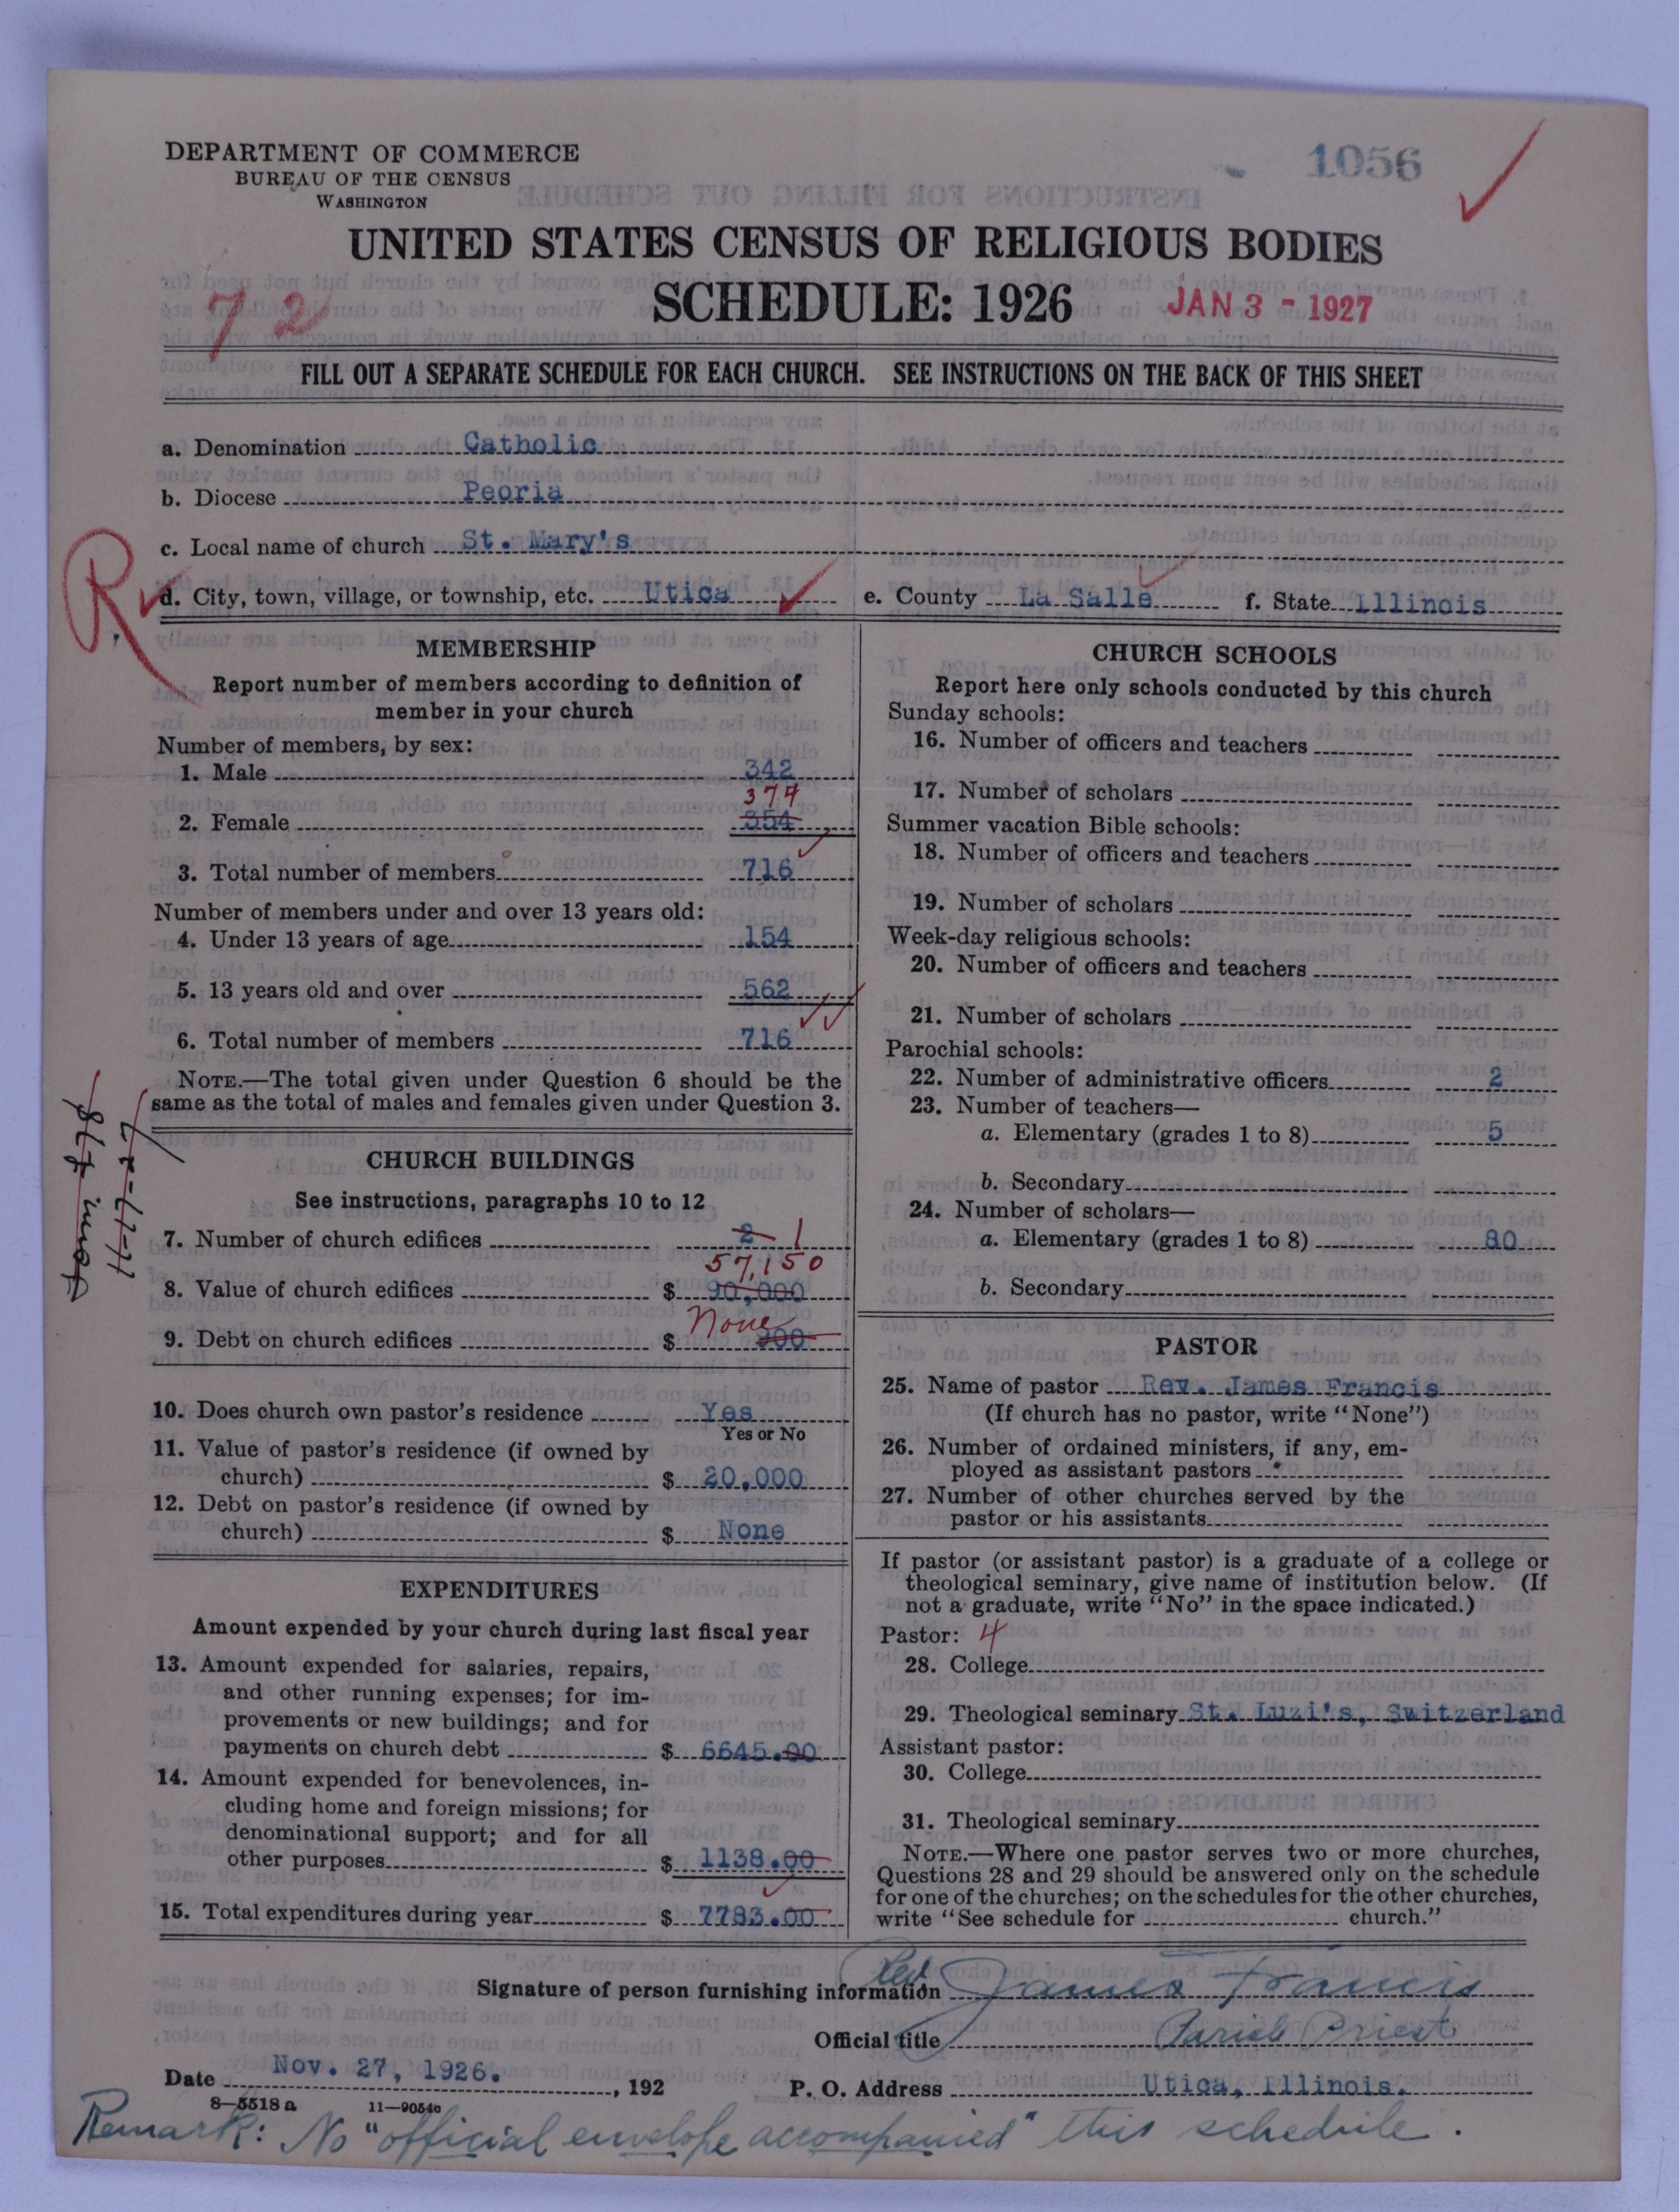 DEPARTMENT OF COMMERCE
BUREAU OF THE CENSUS
WASHINGTON
1056
UNITED STATES CENSUS OF RELIGIOUS BODIES
72
SCHEDULE: 1926
JAN 3 - 1927
FILL OUT A SEPARATE SCHEDULE FOR EACH CHURCH. SEE INSTRUCTIONS ON THE BACK OF THIS SHEET
a. Denomination Catholic
b. Diocese Peoria
c. Local name of church St. Mary's
R
d. City, town, village, or township, etc. Utica e. County La Salle f. State Illinois
MEMBERSHIP
Report number of members according to definition of
member in your church
Number of members, by sex:
1. Male 342
374
2. Female 354
3. Total number of members 716
Number of members under and over 13 years old:
4. Under 13 years of age 154
5. 13 years old and over 562
6. Total number of members 716
NOTE.—The total given under Question 6 should be the
same as the total of males and females given under Question 3.
CHURCH BUILDINGS
See instructions, paragraphs 10 to 12
7. Number of church edifices 2 1
57,150
8. Value of church edifices $ 90,000
None
9. Debt on church edifices $ 900
10. Does church own pastor's residence Yes
Yes or No
11. Value of pastor's residence (if owned by
church) $ 20,000
12. Debt on pastor's residence (if owned by
church) $ None
EXPENDITURES
Amount expended by your church during last fiscal year
13. Amount expended for salaries, repairs,
and other running expenses; for im-
provements or new buildings; and for
payments on church debt $ 6645.00
14. Amount expended for benevolences, in-
cluding home and foreign missions; for
denominational support; and for all
other purposes $ 1138.00
15. Total expenditures during year $ 7783.00
CHURCH SCHOOLS
Report here only schools conducted by this church
Sunday schools:
16. Number of officers and teachers
17. Number of scholars
Summer vacation Bible schools:
18. Number of officers and teachers
19. Number of scholars
Week-day religious schools:
20. Number of officers and teachers
21. Number of scholars
Parochial schools:
22. Number of administrative officers 2
23. Number of teachers—
a. Elementary (grades 1 to 8) 5
b. Secondary
24. Number of scholars—
a. Elementary (grades 1 to 8) 80
b. Secondary
PASTOR
25. Name of pastor Rev. James Francis
(If church has no pastor, write "None")
26. Number of ordained ministers, if any, em-
ployed as assistant pastors
27. Number of other churches served by the
pastor or his assistants
If pastor (or assistant pastor) is a graduate of a college or
theological seminary, give name of institution below. (If
not a graduate, write "No" in the space indicated.)
Pastor: 4
28. College
29. Theological seminary St. Luzi's, Switzerland
Assistant pastor:
30. College
31. Theological seminary
NOTE.—Where one pastor serves two or more churches,
Questions 28 and 29 should be answered only on the schedule
for one of the churches; on the schedules for the other churches,
write "See schedule for church."
Signature of person furnishing information Rev James Francis
Official title Parish Priest
Date Nov. 27, 1926. , 192
P. O. Address Utica, Illinois.
8—5518 a 11—9054o
Remark: No "official envelope accompanied" this schedule.